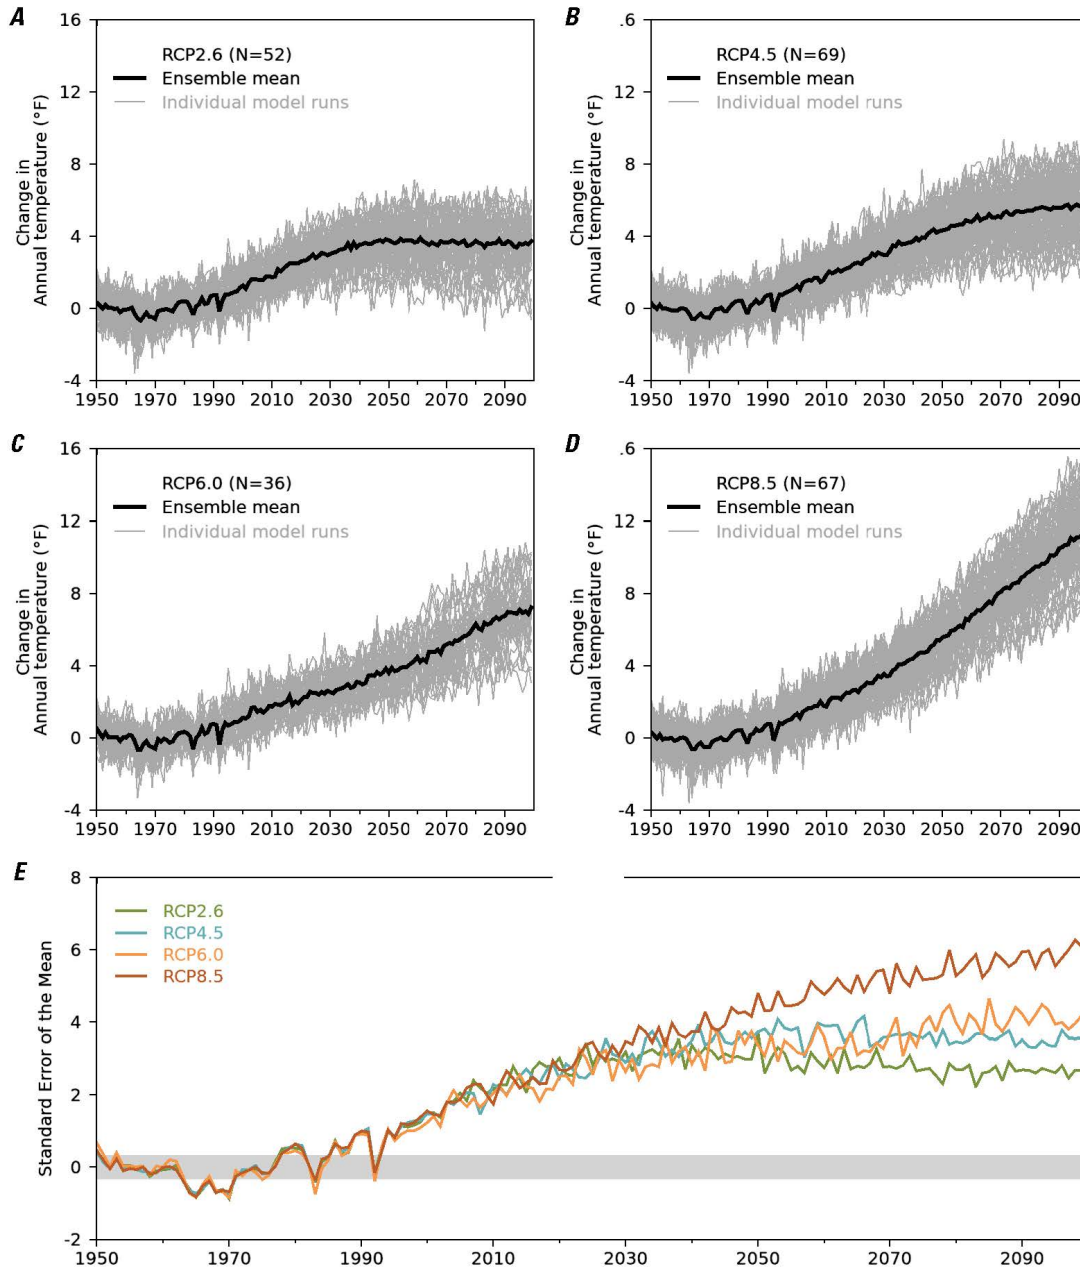 A
16
12
8
4
0
-4
Change in
Annual temperature (°F)
RCP2.6 (N=52)
Ensemble mean
Individual model runs
1950 1970 1990 2010 2030 2050 2070 2090
B
.6
12
8
4
0
-4
Change in
Annual temperature (°F)
RCP4.5 (N=69)
Ensemble mean
Individual model runs
1950 1970 1990 2010 2030 2050 2070 2090
C
16
12
8
4
0
-4
Change in
Annual temperature (°F)
RCP6.0 (N=36)
Ensemble mean
Individual model runs
1950 1970 1990 2010 2030 2050 2070 2090
D
.6
12
8
4
0
-4
Change in
Annual temperature (°F)
RCP8.5 (N=67)
Ensemble mean
Individual model runs
1950 1970 1990 2010 2030 2050 2070 2090
E
8
6
4
2
0
-2
Standard Error of the Mean
RCP2.6
RCP4.5
RCP6.0
RCP8.5
1950 1970 1990 2010 2030 2050 2070 2090